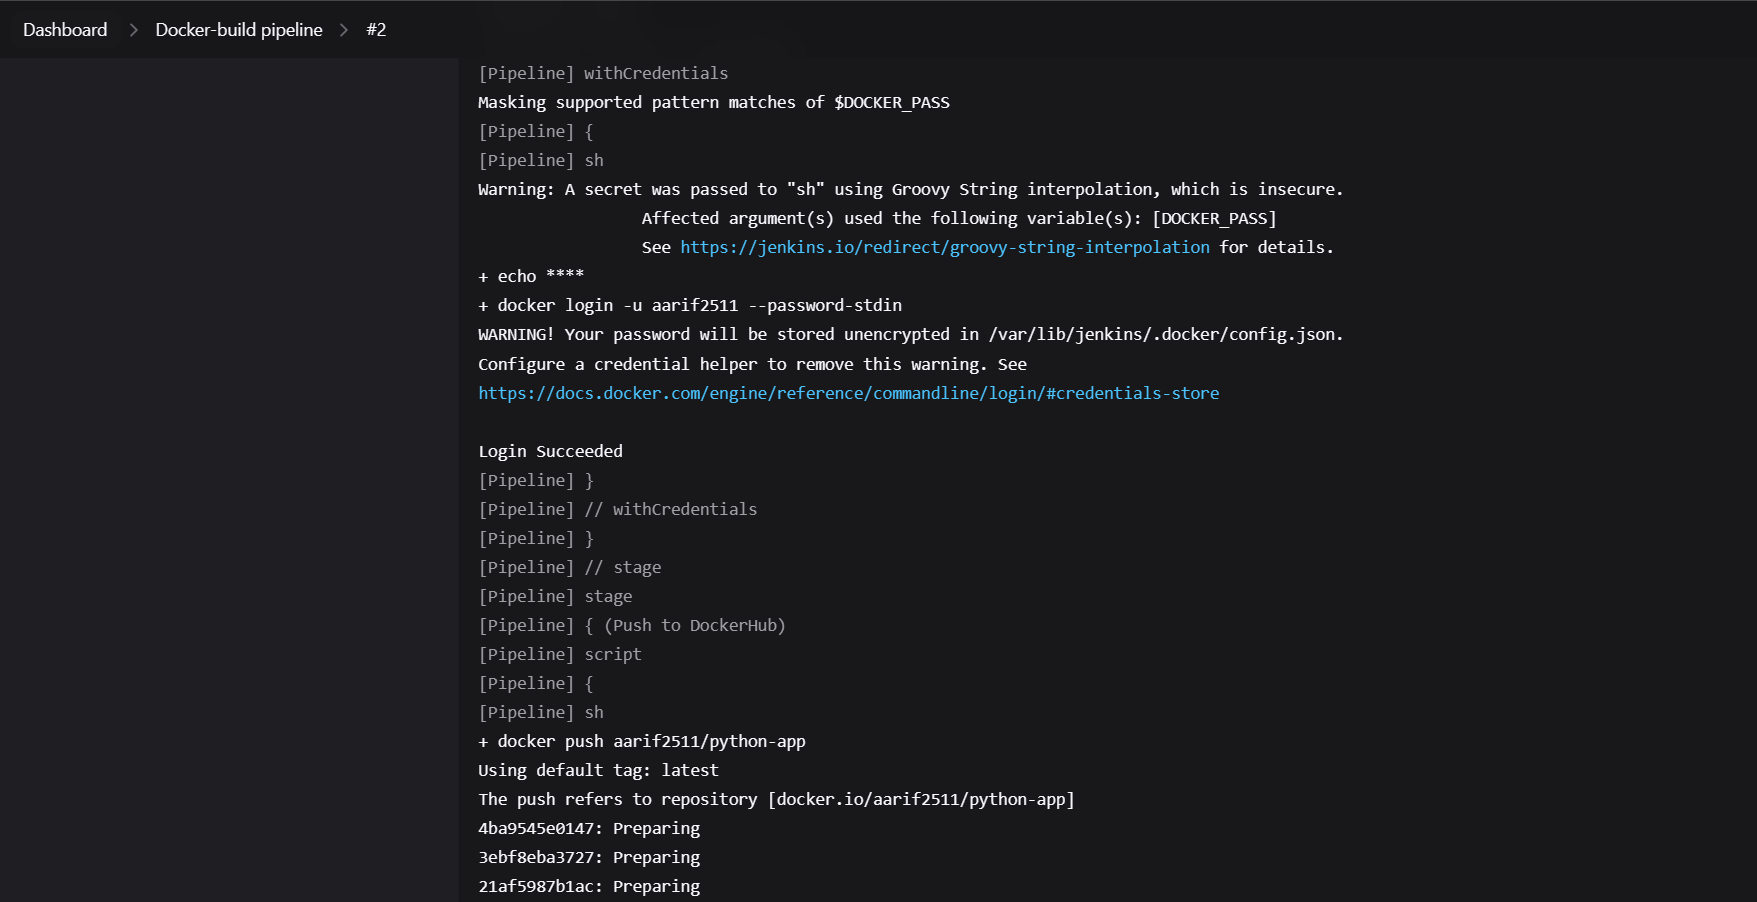 Dashboard > Docker-build pipeline > #2
[Pipeline] withCredentials
Masking supported pattern matches of $DOCKER_PASS
[Pipeline] {
[Pipeline] sh
Warning: A secret was passed to "sh" using Groovy String interpolation, which is insecure.
Affected argument(s) used the following variable(s): [DOCKER_PASS]
See https://jenkins.io/redirect/groovy-string-interpolation for details.
+ echo ****
+ docker login -u aarif2511 --password-stdin
WARNING! Your password will be stored unencrypted in /var/lib/jenkins/.docker/config.json.
Configure a credential helper to remove this warning. See
https://docs.docker.com/engine/reference/commandline/login/#credentials-store
Login Succeeded
[Pipeline] }
[Pipeline] // withCredentials
[Pipeline] }
[Pipeline] // stage
[Pipeline] stage
[Pipeline] { (Push to DockerHub)
[Pipeline] script
[Pipeline] {
[Pipeline] sh
+ docker push aarif2511/python-app
Using default tag: latest
The push refers to repository [docker.io/aarif2511/python-app]
4ba9545e0147: Preparing
3ebf8eba3727: Preparing
21af5987b1ac: Preparing